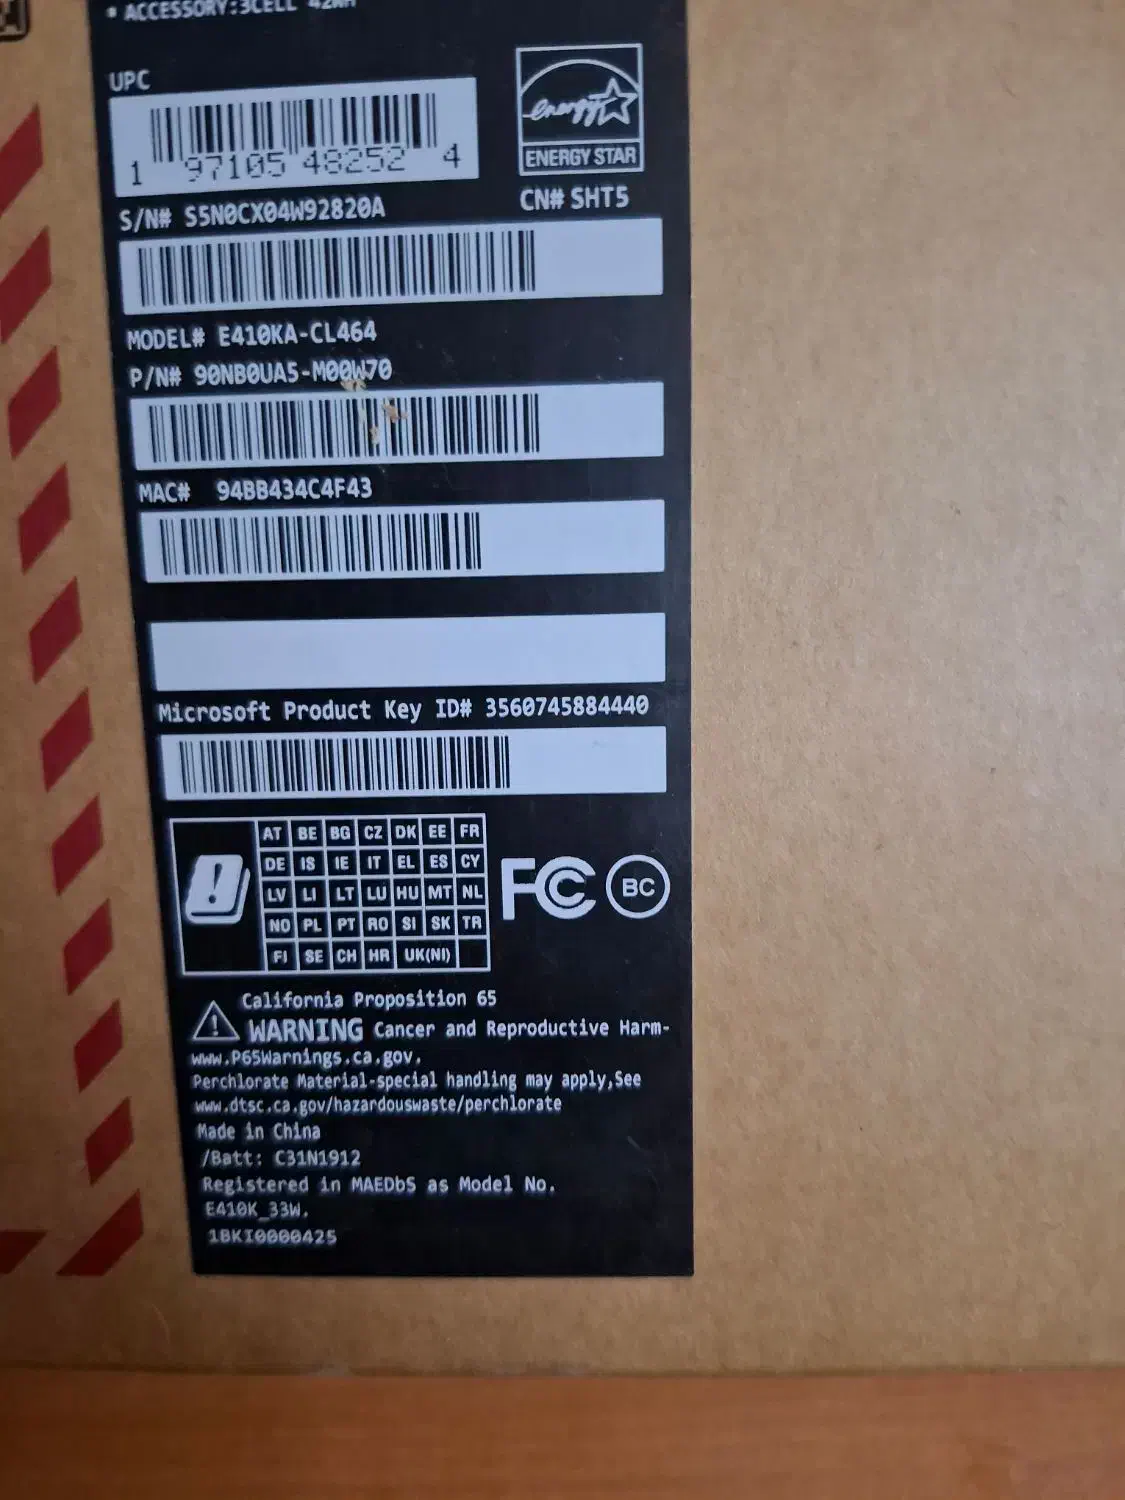 • ACCESSORY:3CELL 42WH
UPC
1 97105 48252 4
energy
ENERGY STAR
S/N# S5N0CX04W92820A
CN# SHT5
MODEL# E410KA-CL464
P/N# 90NB0UA5-M00W70
MAC# 94BB434C4F43
Microsoft Product Key ID# 3560745884440
AT BE BG CZ DK EE FR
DE IS IE IT EL ES CY
LV LI LT LU HU MT NL
NO PL PT RO SI SK TR
FI SE CH HR UK(NI)
FC
BC
California Proposition 65
WARNING Cancer and Reproductive Harm-
www.P65Warnings.ca.gov.
Perchlorate Material-special handling may apply,See
www.dtsc.ca.gov/hazardouswaste/perchlorate
Made in China
/Batt: C31N1912
Registered in MAEDbS as Model No.
E410K_33W.
1BKI0000425